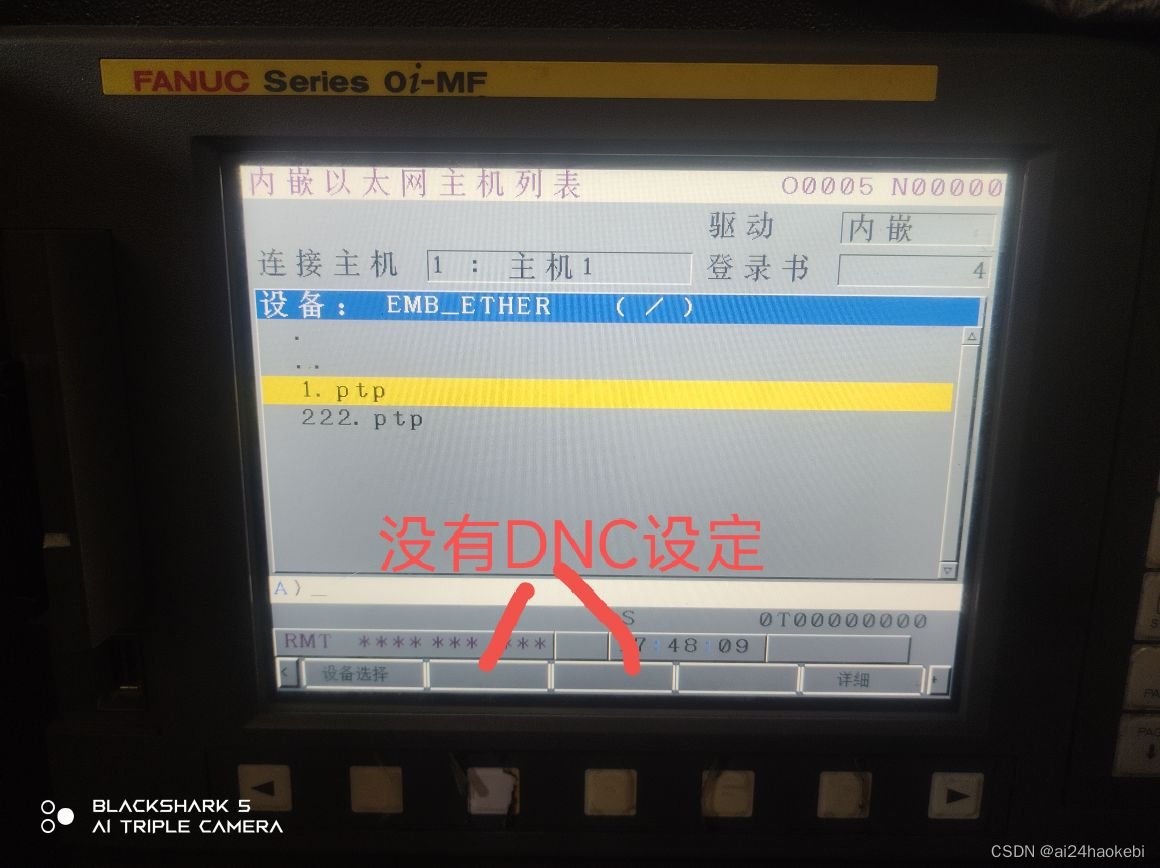 FANUC Series 0i-MF
内嵌以太网主机列表 O0005 N00000
驱动 内嵌
连接主机 1 : 主机1 登录书 4
设备: EMB_ETHER ( / )
.
..
1.ptp
222.ptp
没有DNC设定
A)_
S 0T00000000
RMT **** *** *** 7:48:09
设备选择 详细
BLACKSHARK 5
AI TRIPLE CAMERA
CSDN @ai24haokebi